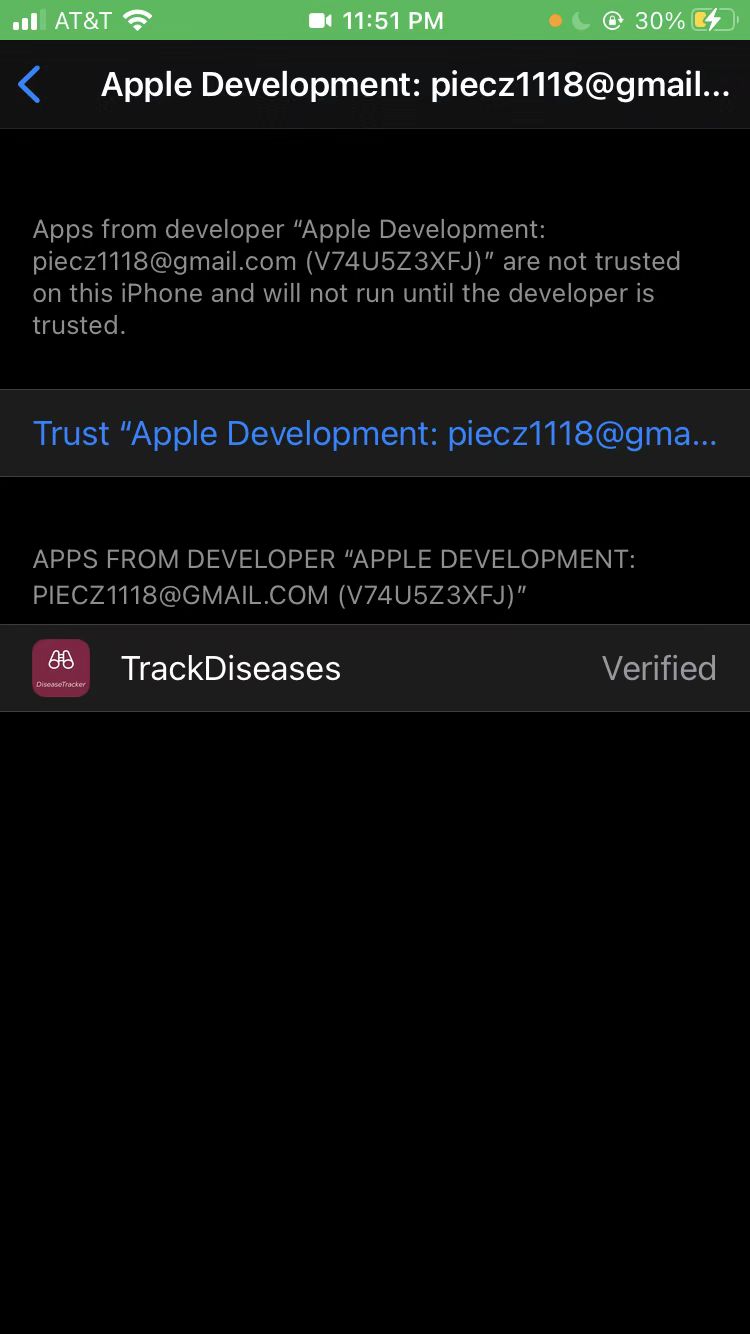 AT&T 11:51 PM 30%
Apple Development: piecz1118@gmail...
Apps from developer “Apple Development:
piecz1118@gmail.com (V74U5Z3XFJ)” are not trusted
on this iPhone and will not run until the developer is
trusted.
Trust “Apple Development: piecz1118@gma...
APPS FROM DEVELOPER “APPLE DEVELOPMENT:
PIECZ1118@GMAIL.COM (V74U5Z3XFJ)”
DiseaseTracker
TrackDiseases Verified